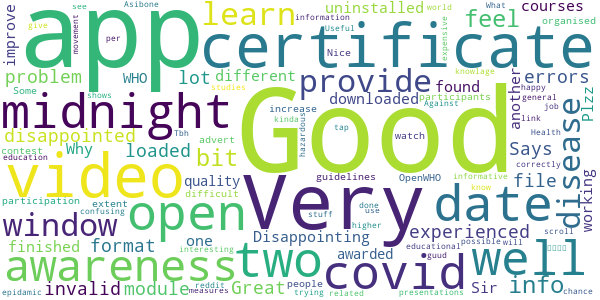 app
certificate
Good
Very
midnight
video
covid
well
awareness
two
open
date
window
disease
provide
learn
info
feel
bit
experienced
module
invalid
disappointed
loaded
different
problem
errors
file
downloaded
uninstalled
courses
organised
improve
Asibone
movement
see
give
per
information
Useful
world
What
expensive
Nice
Some
WHO
lot
found
another
Plzz
increase
participants
knowlage
happy
general
job
link
contest
shows
studies
Against
Why
advert
kinda
tap
watch
hazardous
Tbh
education
Says
Health
correctly
quality
difficult
guidelines
OpenWHO
informative
know
working
participation
extent
confusing
one
Disappointing
stuff
done
use
higher
finished
format
awarded
educational
possible
will
scroll
guud
interesting
Great
people
Sir
epidamic
measures
reddit
trying
related
presentations
chance